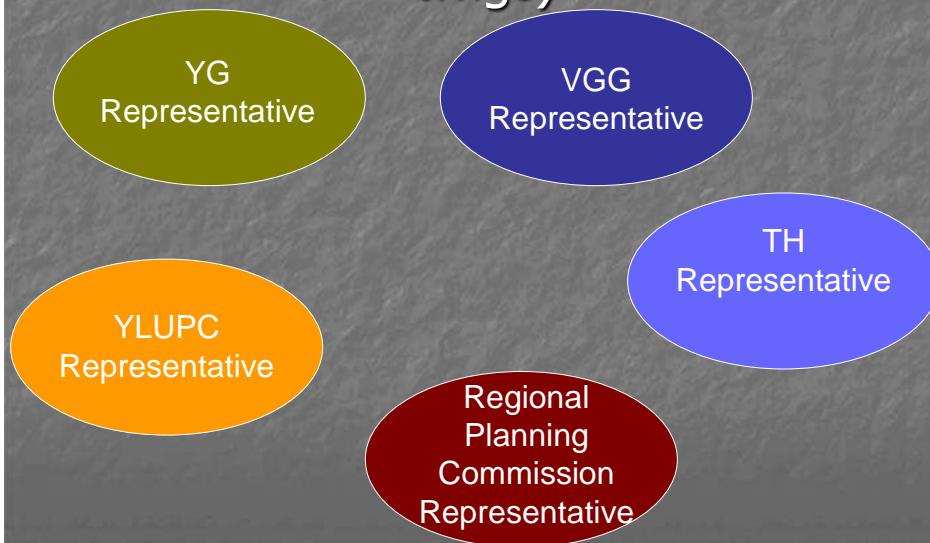 YG
Representative
VGG
Representative
TH
Representative
YLUPC
Representative
Regional
Planning
Commission
Representative